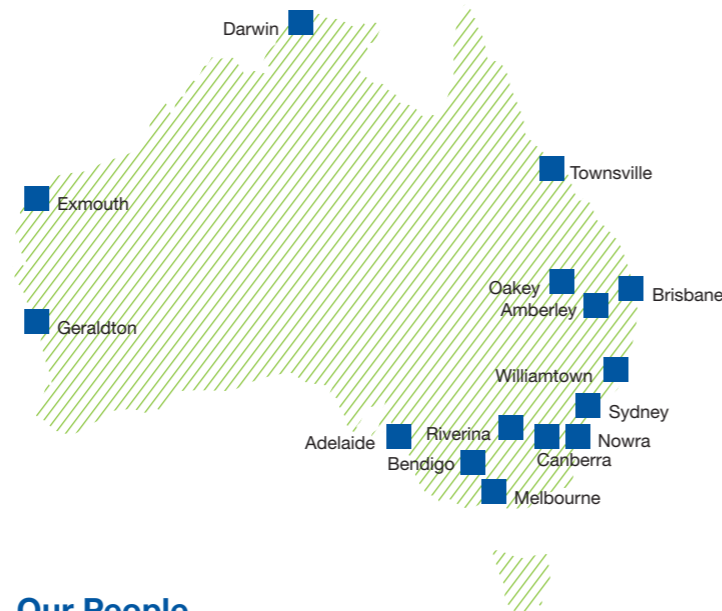 Darwin
Townsville
Exmouth
Oakey
Brisbane
Amberley
Geraldton
Williamtown
Sydney
Riverina
Nowra
Adelaide
Canberra
Bendigo
Melbourne
Our People